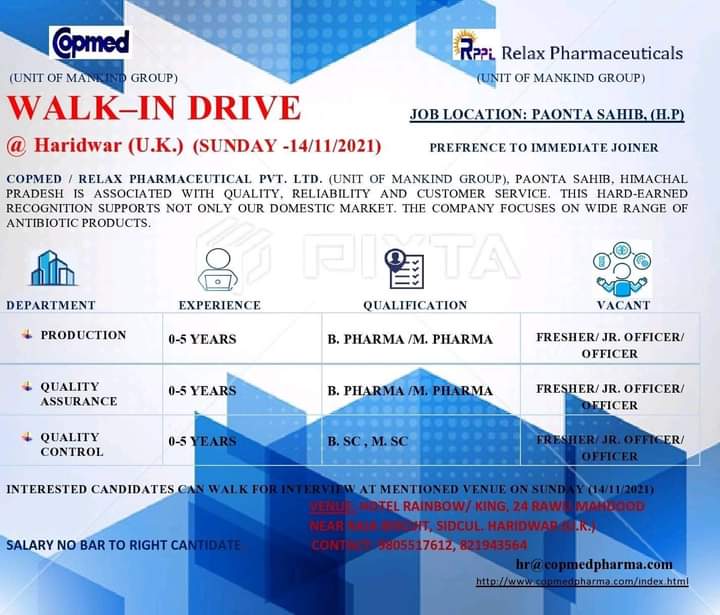 Copmed
RPPL Relax Pharmaceuticals
(UNIT OF MANKIND GROUP)
(UNIT OF MANKIND GROUP)
WALK–IN DRIVE
JOB LOCATION: PAONTA SAHIB, (H.P)
@ Haridwar (U.K.) (SUNDAY -14/11/2021)
PREFRENCE TO IMMEDIATE JOINER
COPMED / RELAX PHARMACEUTICAL PVT. LTD. (UNIT OF MANKIND GROUP), PAONTA SAHIB, HIMACHAL
PRADESH IS ASSOCIATED WITH QUALITY, RELIABILITY AND CUSTOMER SERVICE. THIS HARD-EARNED
RECOGNITION SUPPORTS NOT ONLY OUR DOMESTIC MARKET. THE COMPANY FOCUSES ON WIDE RANGE OF
ANTIBIOTIC PRODUCTS.
PIXTA
DEPARTMENT EXPERIENCE QUALIFICATION VACANT
PRODUCTION 0-5 YEARS B. PHARMA /M. PHARMA FRESHER/ JR. OFFICER/
OFFICER
QUALITY 0-5 YEARS B. PHARMA /M. PHARMA FRESHER/ JR. OFFICER/
ASSURANCE OFFICER
QUALITY 0-5 YEARS B. SC , M. SC FRESHER/ JR. OFFICER/
CONTROL OFFICER
INTERESTED CANDIDATES CAN WALK FOR INTERVIEW AT MENTIONED VENUE ON SUNDAY (14/11/2021)
VENUE: HOTEL RAINBOW/ KING, 24 RAWLI MAHDOOD
NEAR RAJA BISCUIT, SIDCUL. HARIDWAR (U.K.)
SALARY NO BAR TO RIGHT CANTIDATE CONTACT: 9805517612, 821943564
hr@copmedpharma.com
http://www.copmedpharma.com/index.html